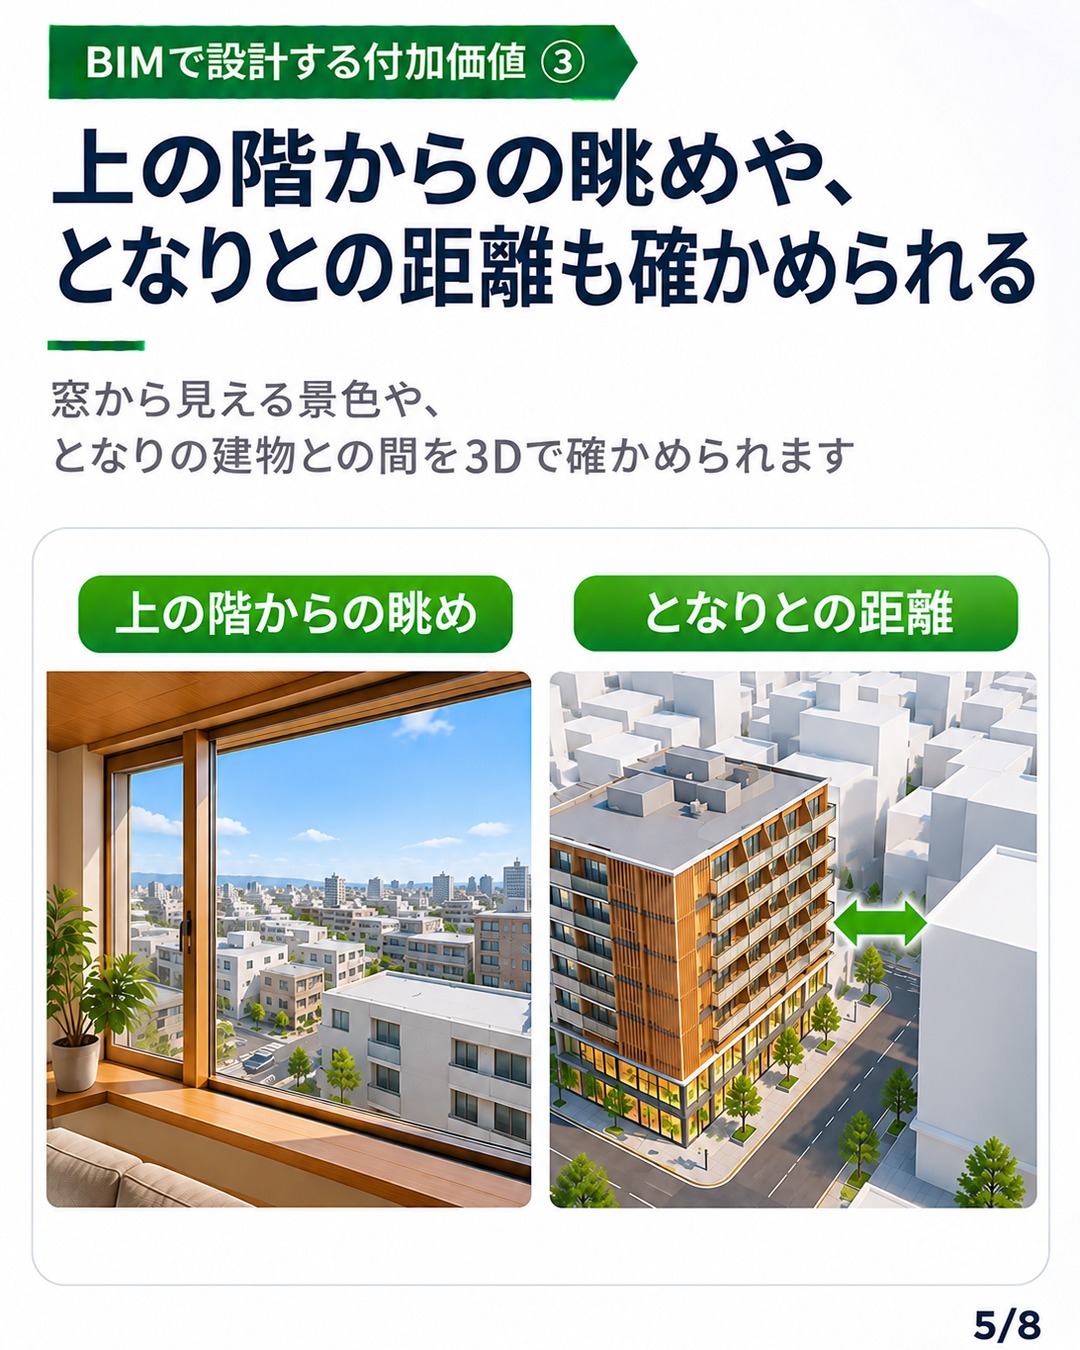 BIMで設計する付加価値 ③
上の階からの眺めや、
となりとの距離も確かめられる
窓から見える景色や、
となりの建物との間を3Dで確かめられます
上の階からの眺め
となりとの距離
5/8